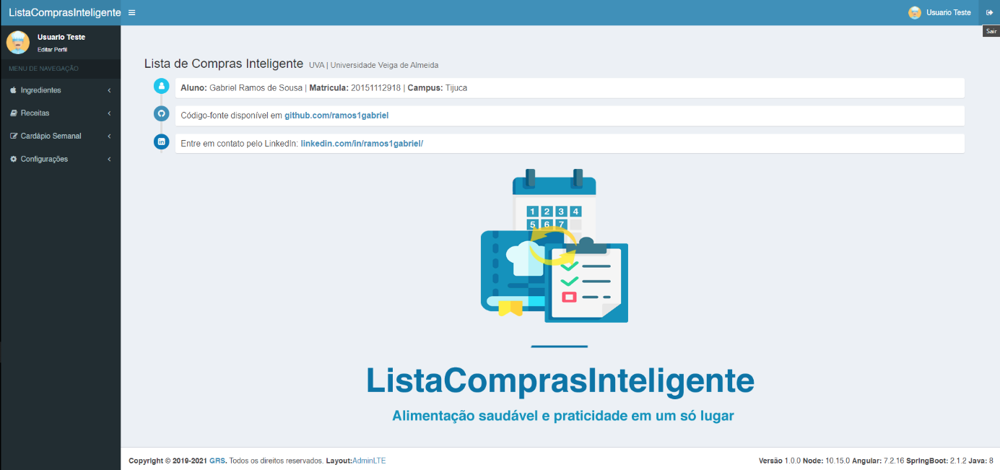 ListaComprasInteligente
Usuario Teste
Sair
Usuario Teste
Editar Perfil
MENU DE NAVEGAÇÃO
Ingredientes
Receitas
Cardápio Semanal
Configurações
Lista de Compras Inteligente UVA | Universidade Veiga de Almeida
Aluno: Gabriel Ramos de Sousa | Matricula: 20151112918 | Campus: Tijuca
Código-fonte disponível em github.com/ramos1gabriel
Entre em contato pelo LinkedIn: linkedin.com/in/ramos1gabriel/
1 2 3 4
5 6 7
ListaComprasInteligente
Alimentação saudável e praticidade em um só lugar
Copyright © 2019-2021 GRS. Todos os direitos reservados. Layout:AdminLTE
Versão 1.0.0 Node: 10.15.0 Angular: 7.2.16 SpringBoot: 2.1.2 Java: 8